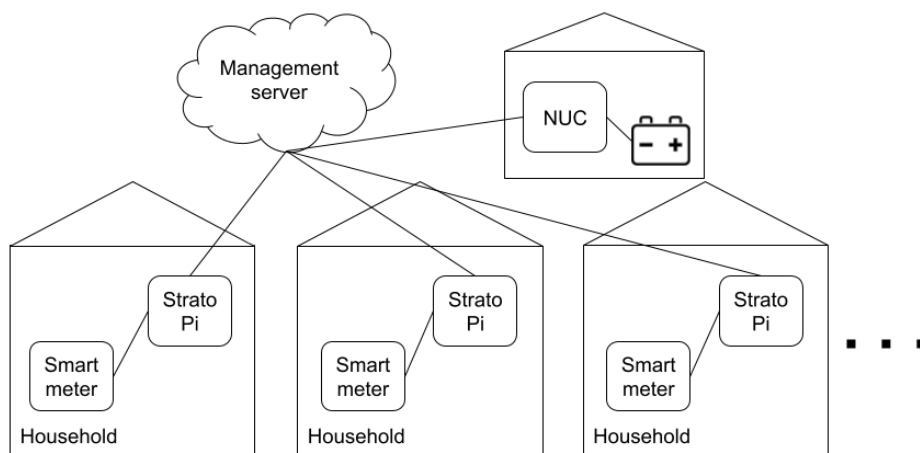 Management
server
NUC
Strato
Pi
Smart
meter
Household
Strato
Pi
Smart
meter
Household
Strato
Pi
Smart
meter
Household